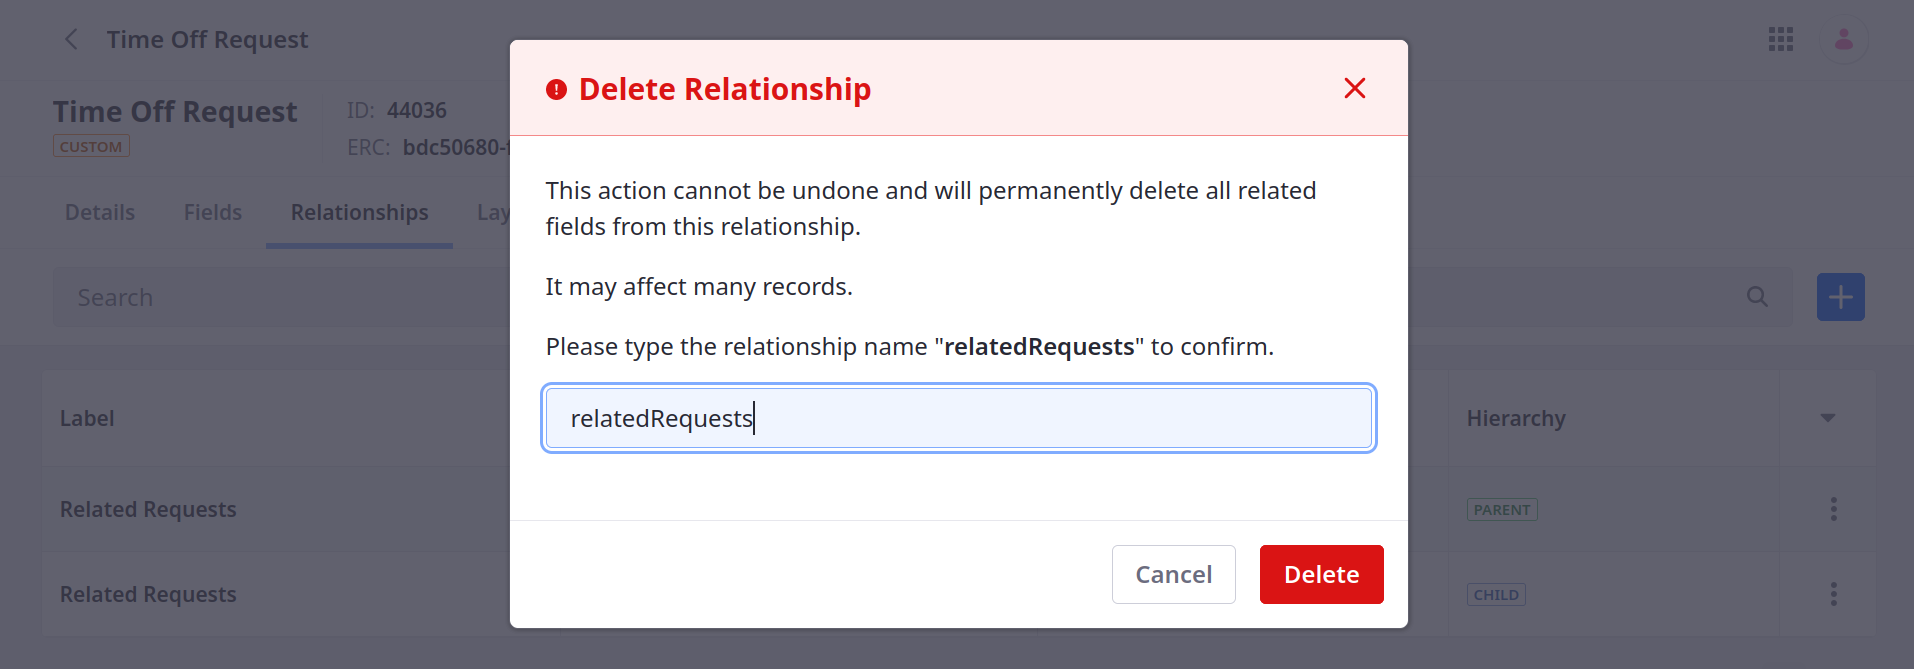 Time Off Request
Time Off Request
ID: 44036
CUSTOM
ERC: bdc50680-
Details Fields Relationships Lay
Search
Label Hierarchy
Related Requests PARENT
Related Requests CHILD
Delete Relationship
This action cannot be undone and will permanently delete all related
fields from this relationship.
It may affect many records.
Please type the relationship name "relatedRequests" to confirm.
relatedRequests
Cancel Delete